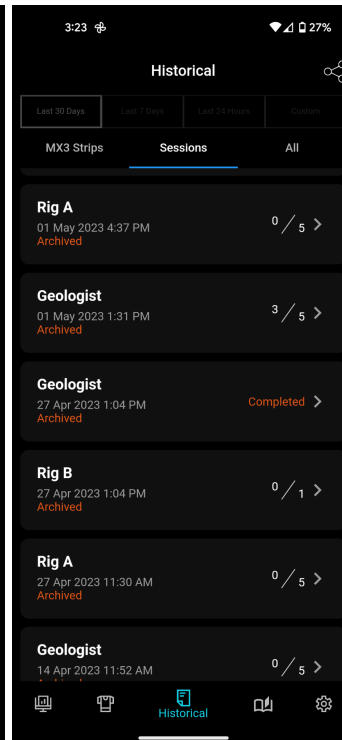 3:23 27%
Historical
Last 30 Days Last 7 Days Last 24 Hours Custom
MX3 Strips Sessions All
Rig A
01 May 2023 4:37 PM 0/5
Archived
Geologist
01 May 2023 1:31 PM 3/5
Archived
Geologist
27 Apr 2023 1:04 PM Completed
Archived
Rig B
27 Apr 2023 1:04 PM 0/1
Archived
Rig A
27 Apr 2023 11:30 AM 0/5
Archived
Geologist
14 Apr 2023 11:52 AM 0/5
Historical